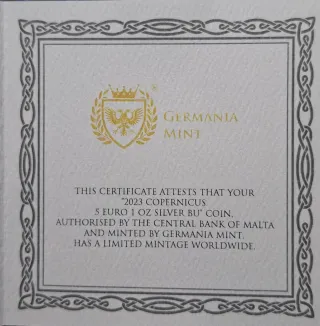 GERMANIA
MINT
THIS CERTIFICATE ATTESTS THAT YOUR
"2023 COPERNICUS
5 EURO 1 OZ SILVER BU" COIN,
AUTHORISED BY THE CENTRAL BANK OF MALTA
AND MINTED BY GERMANIA MINT,
HAS A LIMITED MINTAGE WORLDWIDE.